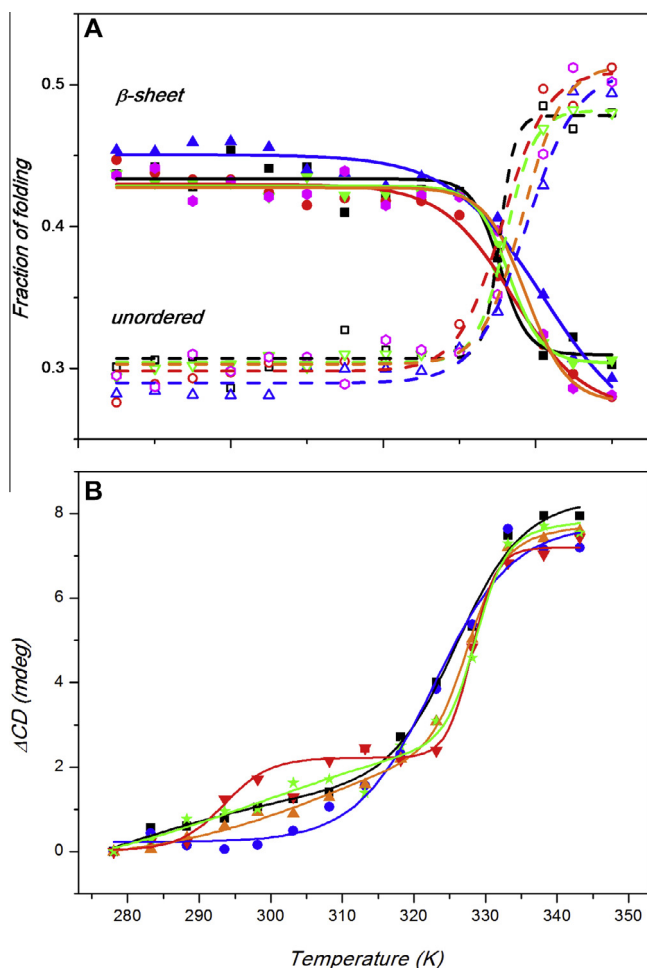 A
0.5
β-sheet
0.4
Fraction of folding
unordered
0.3
B
8
6
ΔCD (mdeg)
4
2
0
280 290 300 310 320 330 340 350
Temperature (K)